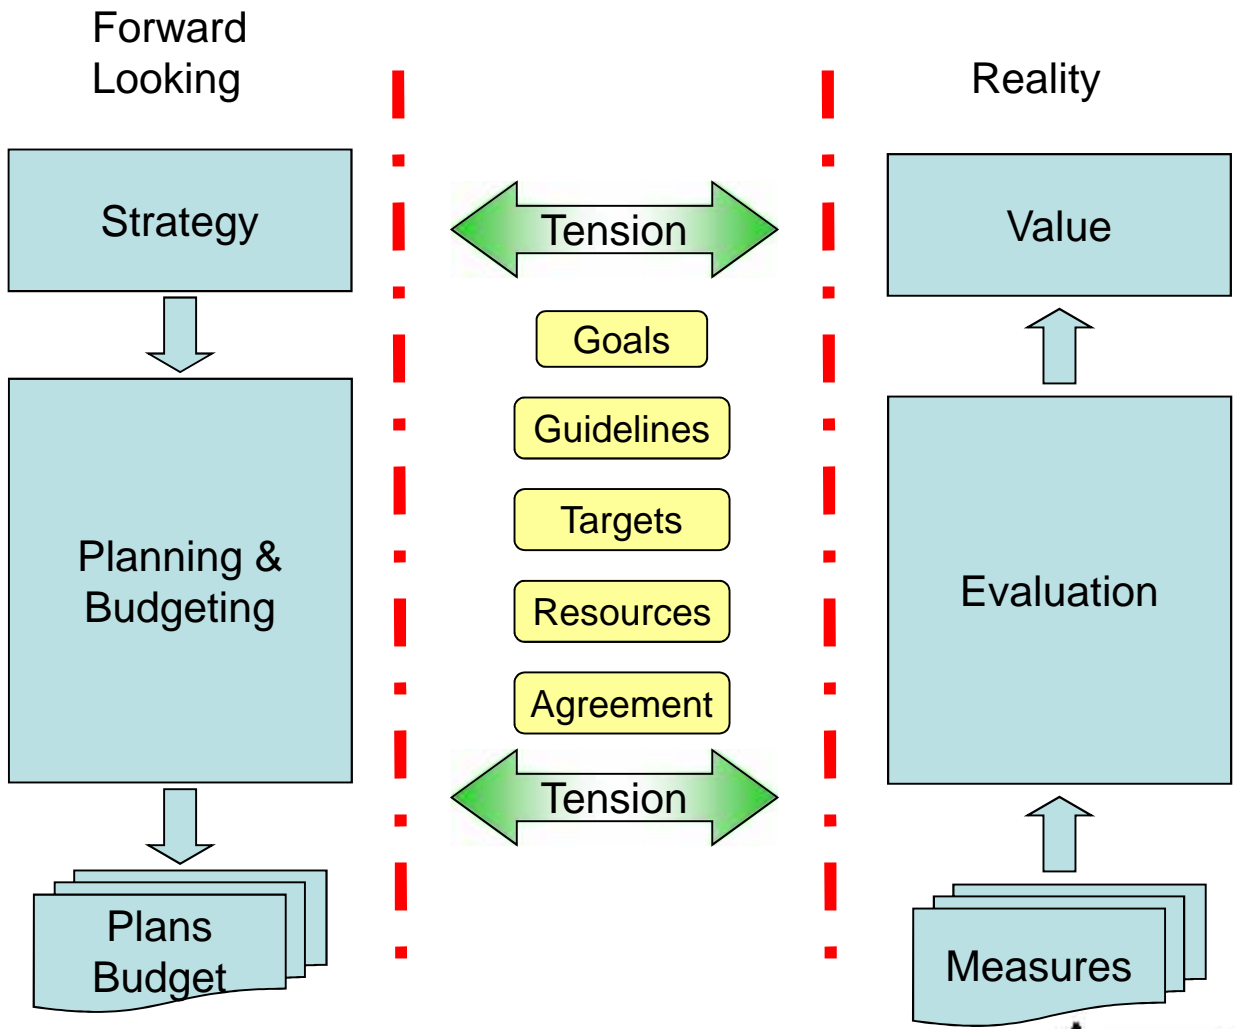 Forward
Looking
Reality
Strategy
Tension
Value
Goals
Guidelines
Targets
Resources
Agreement
Planning &
Budgeting
Evaluation
Tension
Plans
Budget
Measures